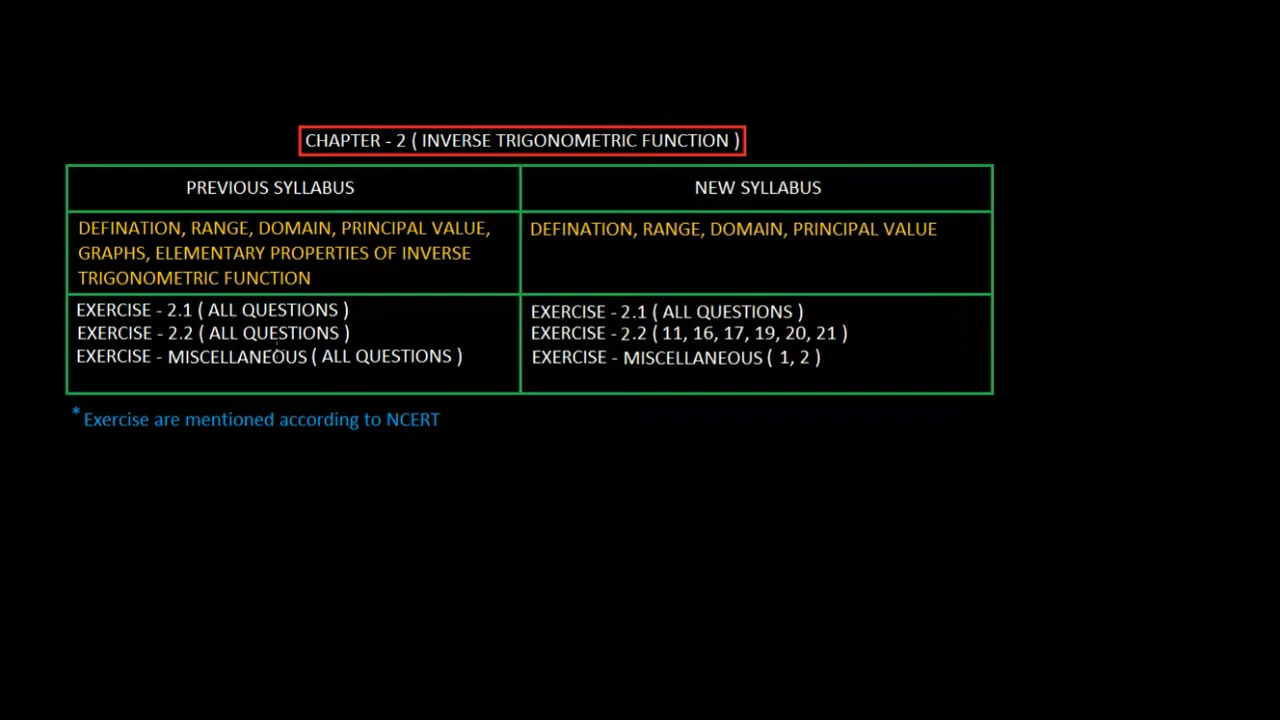 CHAPTER - 2 ( INVERSE TRIGONOMETRIC FUNCTION )
PREVIOUS SYLLABUS
NEW SYLLABUS
DEFINATION, RANGE, DOMAIN, PRINCIPAL VALUE,
GRAPHS, ELEMENTARY PROPERTIES OF INVERSE
TRIGONOMETRIC FUNCTION
DEFINATION, RANGE, DOMAIN, PRINCIPAL VALUE
EXERCISE - 2.1 ( ALL QUESTIONS )
EXERCISE - 2.2 ( ALL QUESTIONS )
EXERCISE - MISCELLANEOUS ( ALL QUESTIONS )
EXERCISE - 2.1 ( ALL QUESTIONS )
EXERCISE - 2.2 ( 11, 16, 17, 19, 20, 21 )
EXERCISE - MISCELLANEOUS ( 1, 2 )
* Exercise are mentioned according to NCERT